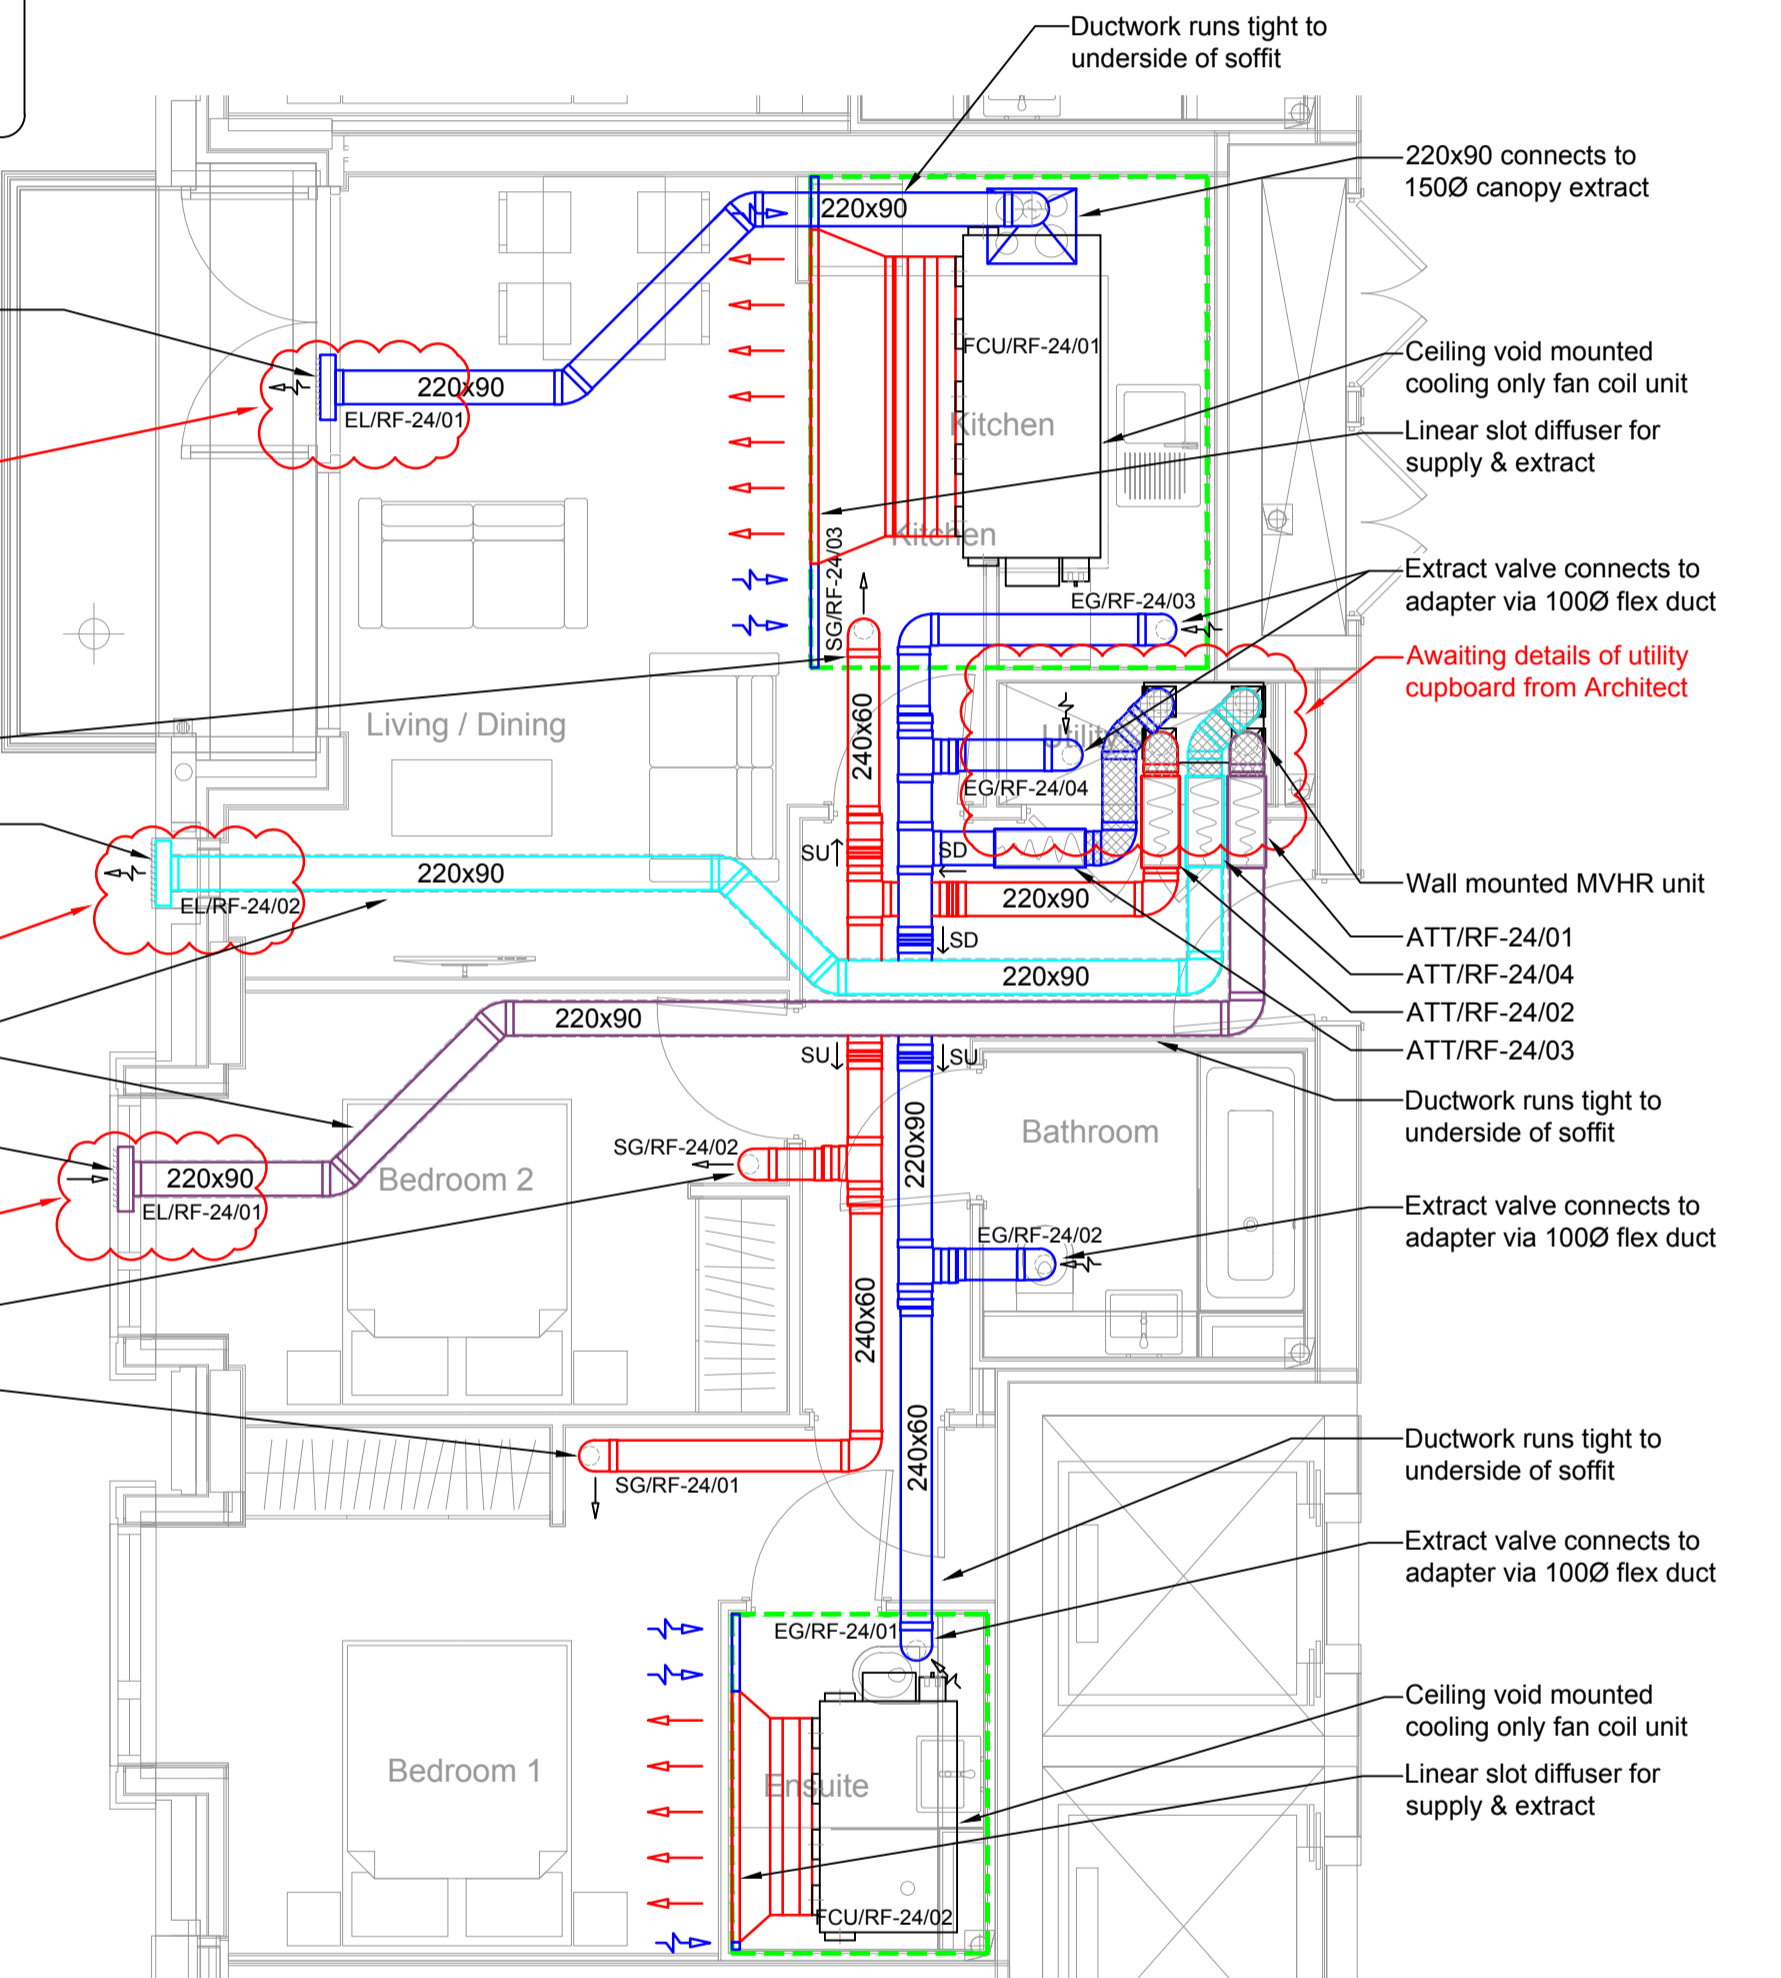 Ductwork runs tight to
underside of soffit
220x90 connects to
150Ø canopy extract
220x90
FCU/RF-24/01
Ceiling void mounted
cooling only fan coil unit
220x90
EL/RF-24/01
Kitchen
Linear slot diffuser for
supply & extract
Kitchen
SG/RF-24/03
Extract valve connects to
adapter via 100Ø flex duct
EG/RF-24/03
Awaiting details of utility
cupboard from Architect
Living / Dining
240x60
Utility
EG/RF-24/04
SU
SD
220x90
EL/RF-24/02
220x90
Wall mounted MVHR unit
SD
ATT/RF-24/01
220x90
ATT/RF-24/04
220x90
ATT/RF-24/02
SU
SU
ATT/RF-24/03
Ductwork runs tight to
underside of soffit
220x90
Bathroom
SG/RF-24/02
220x90
Bedroom 2
EL/RF-24/01
EG/RF-24/02
Extract valve connects to
adapter via 100Ø flex duct
240x60
240x60
Ductwork runs tight to
underside of soffit
SG/RF-24/01
Extract valve connects to
adapter via 100Ø flex duct
EG/RF-24/01
Ceiling void mounted
cooling only fan coil unit
Bedroom 1
Ensuite
Linear slot diffuser for
supply & extract
FCU/RF-24/02